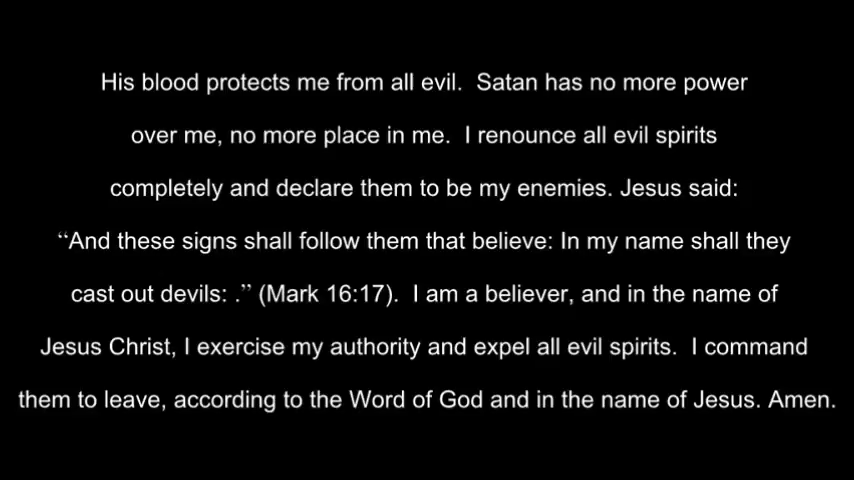 His blood protects me from all evil.  Satan has no more power
over me, no more place in me.  I renounce all evil spirits
completely and declare them to be my enemies. Jesus said:
“And these signs shall follow them that believe: In my name shall they
cast out devils: .” (Mark 16:17).  I am a believer, and in the name of
Jesus Christ, I exercise my authority and expel all evil spirits.  I command
them to leave, according to the Word of God and in the name of Jesus. Amen.